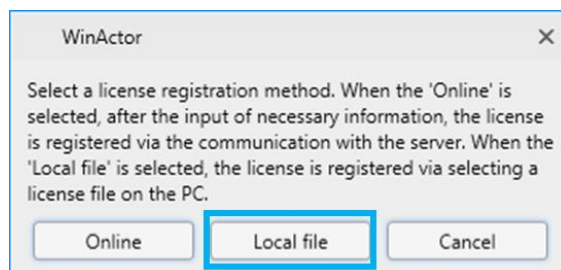 WinActor
Select a license registration method. When the 'Online' is
selected, after the input of necessary information, the license
is registered via the communication with the server. When the
'Local file' is selected, the license is registered via selecting a
license file on the PC.
Online Local file Cancel